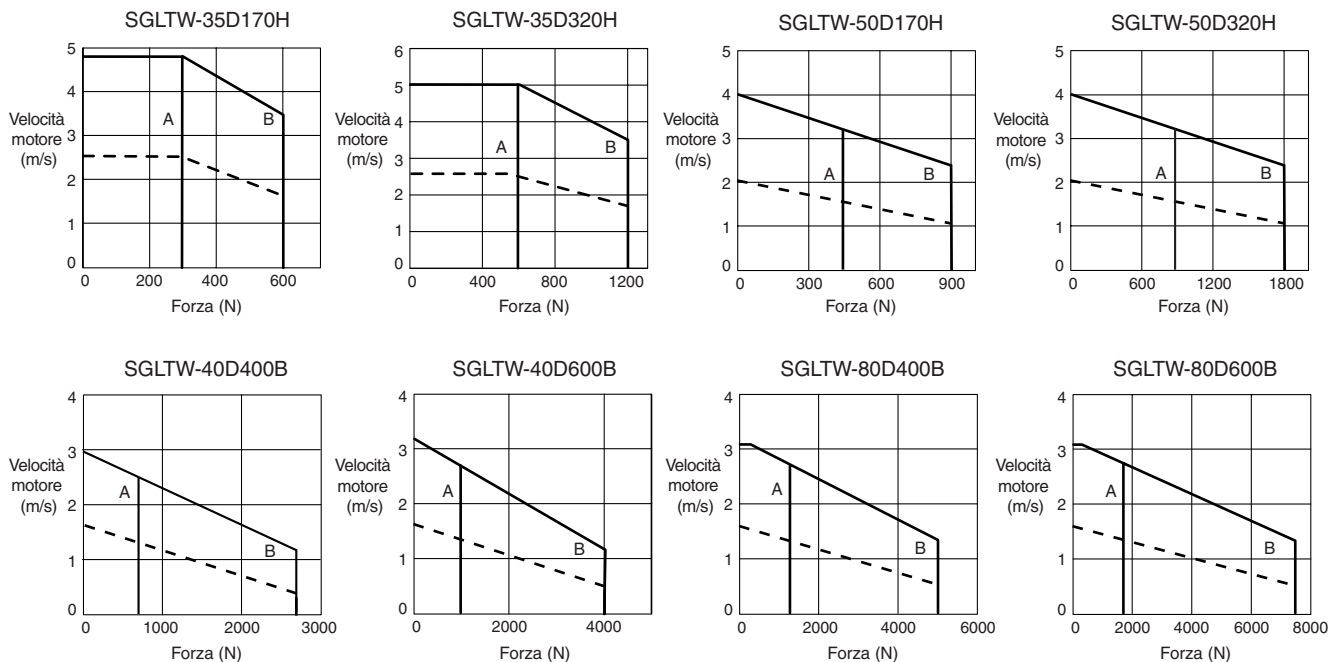 SGLTW-35D170H
5
4
3
2
1
0
Velocità
motore
(m/s)
A
B
0 200 400 600
Forza (N)
SGLTW-35D320H
6
5
4
3
2
1
0
Velocità
motore
(m/s)
A
B
0 400 800 1200
Forza (N)
SGLTW-50D170H
5
4
3
2
1
0
Velocità
motore
(m/s)
A
B
0 300 600 900
Forza (N)
SGLTW-50D320H
5
4
3
2
1
0
Velocità
motore
(m/s)
A
B
0 600 1200 1800
Forza (N)
SGLTW-40D400B
4
3
2
1
0
Velocità
motore
(m/s)
A
B
0 1000 2000 3000
Forza (N)
SGLTW-40D600B
4
3
2
1
0
Velocità
motore
(m/s)
A
B
0 2000 4000
Forza (N)
SGLTW-80D400B
4
3
2
1
0
Velocità
motore
(m/s)
A
B
0 2000 4000 6000
Forza (N)
SGLTW-80D600B
4
3
2
1
0
Velocità
motore
(m/s)
A
B
0 2000 4000 6000 8000
Forza (N)